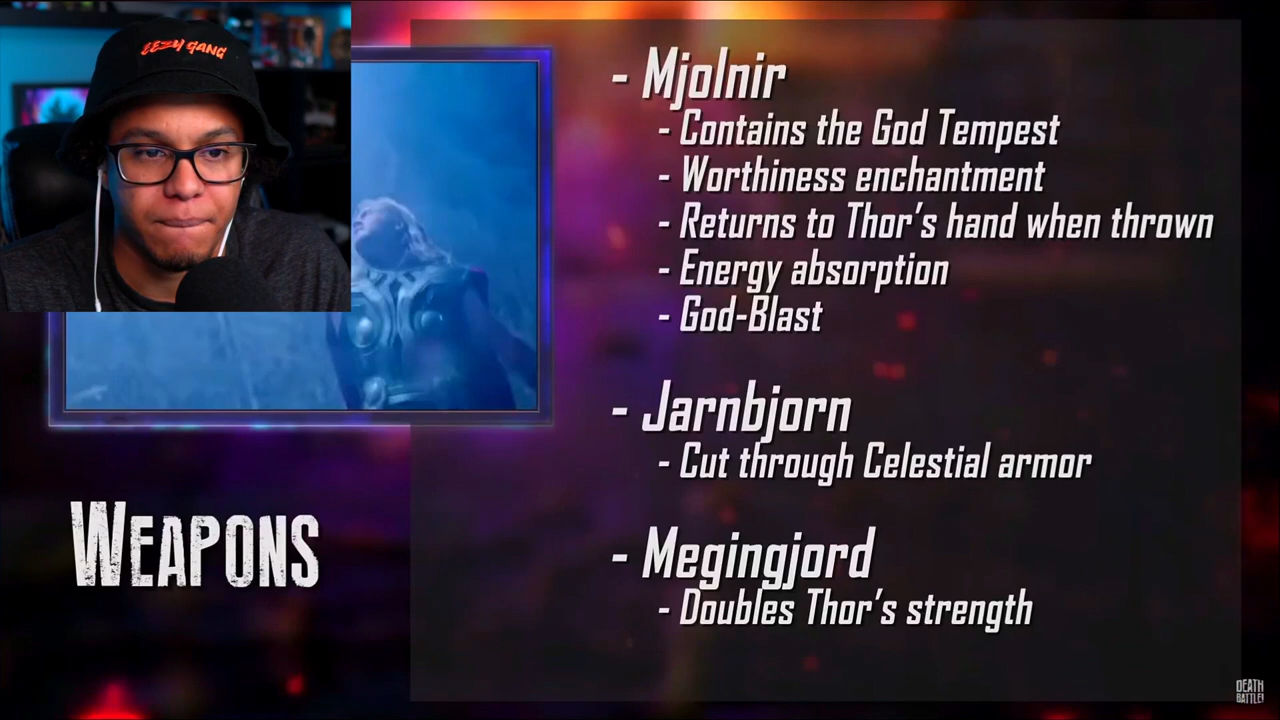 EEZY GANG
- Mjolnir
- Contains the God Tempest
- Worthiness enchantment
- Returns to Thor's hand when thrown
- Energy absorption
- God-Blast
- Jarnbjorn
- Cut through Celestial armor
- Megingjord
- Doubles Thor's strength
WEAPONS
DEATH
BATTLE!